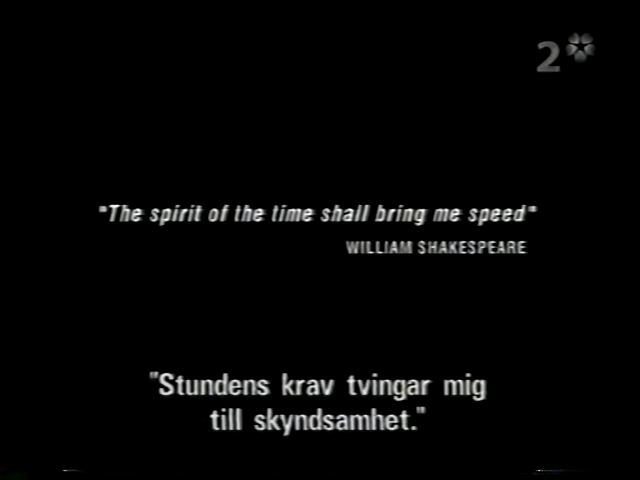 2
"The spirit of the time shall bring me speed"
WILLIAM SHAKESPEARE
"Stundens krav tvingar mig
till skyndsamhet."